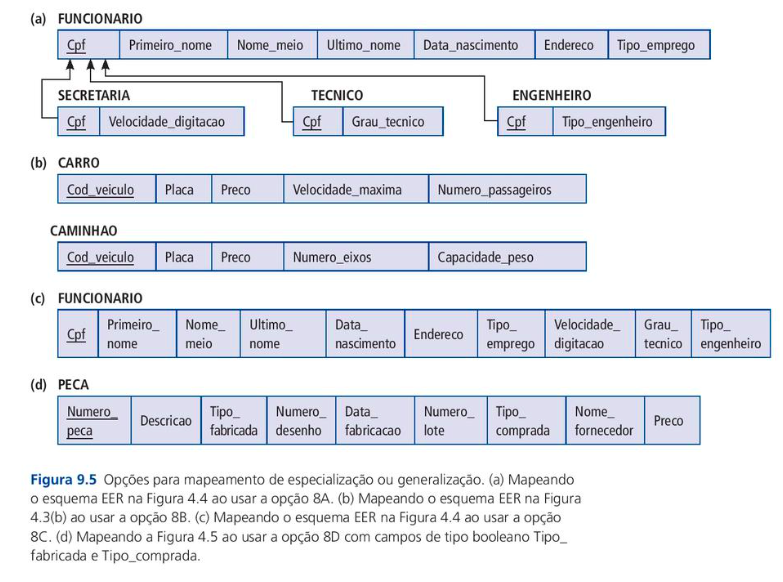 (a) FUNCIONARIO
Cpf Primeiro_nome Nome_meio Ultimo_nome Data_nascimento Endereco Tipo_emprego
SECRETARIA TECNICO ENGENHEIRO
Cpf Velocidade_digitacao Cpf Grau_tecnico Cpf Tipo_engenheiro
(b) CARRO
Cod_veiculo Placa Preco Velocidade_maxima Numero_passageiros
CAMINHAO
Cod_veiculo Placa Preco Numero_eixos Capacidade_peso
(c) FUNCIONARIO
Cpf Primeiro_ Nome_ Ultimo_ Data_ Endereco Tipo_ Velocidade_ Grau_ Tipo_
nome meio nome nascimento emprego digitacao tecnico engenheiro
(d) PECA
Numero_ Descricao Tipo_ Numero_ Data_ Numero_ Tipo_ Nome_ Preco
peca fabricada desenho fabricacao lote comprada fornecedor
Figura 9.5 Opções para mapeamento de especialização ou generalização. (a) Mapeando
o esquema EER na Figura 4.4 ao usar a opção 8A. (b) Mapeando o esquema EER na Figura
4.3(b) ao usar a opção 8B. (c) Mapeando o esquema EER na Figura 4.4 ao usar a opção
8C. (d) Mapeando a Figura 4.5 ao usar a opção 8D com campos de tipo booleano Tipo_
fabricada e Tipo_comprada.